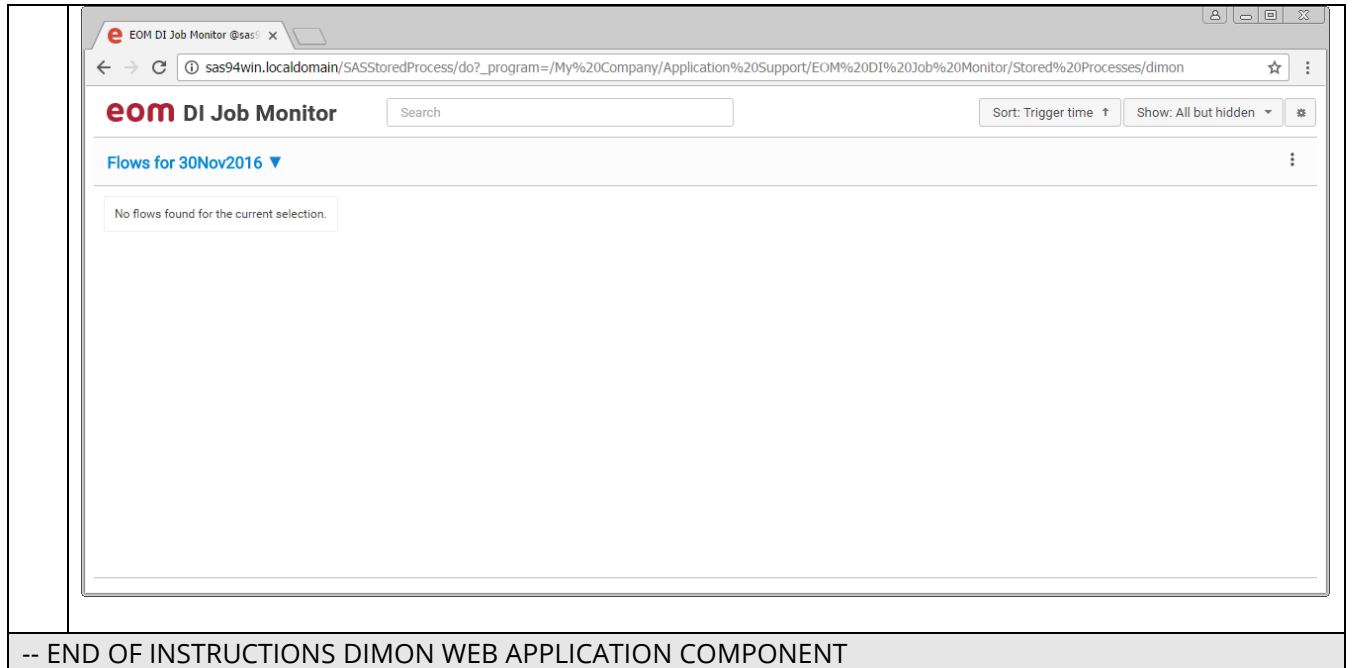 EOM DI Job Monitor @sas9
sas94win.localdomain/SASStoredProcess/do?_program=/My%20Company/Application%20Support/EOM%20DI%20Job%20Monitor/Stored%20Processes/dimon
eom DI Job Monitor Search Sort: Trigger time ↑ Show: All but hidden
Flows for 30Nov2016 ▼
No flows found for the current selection.
-- END OF INSTRUCTIONS DIMON WEB APPLICATION COMPONENT